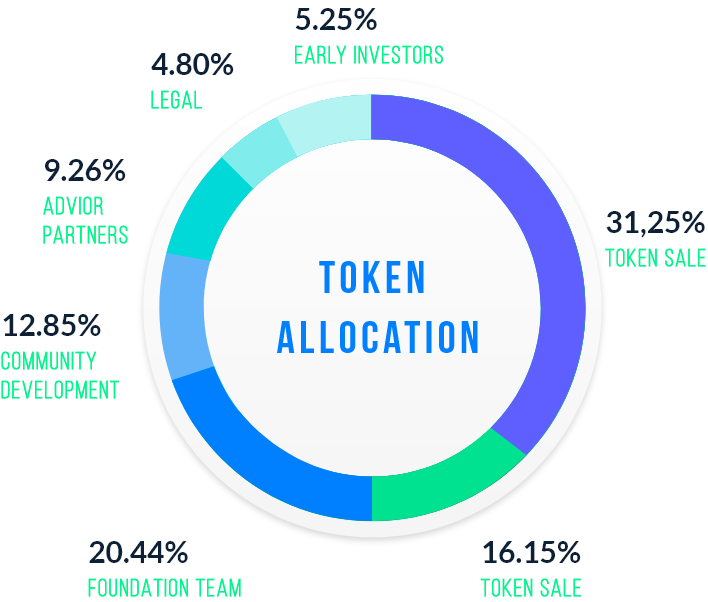 5.25%
EARLY INVESTORS
4.80%
LEGAL
9.26%
ADVIOR
PARTNERS
31,25%
TOKEN SALE
TOKEN
ALLOCATION
12.85%
COMMUNITY
DEVELOPMENT
20.44%
FOUNDATION TEAM
16.15%
TOKEN SALE